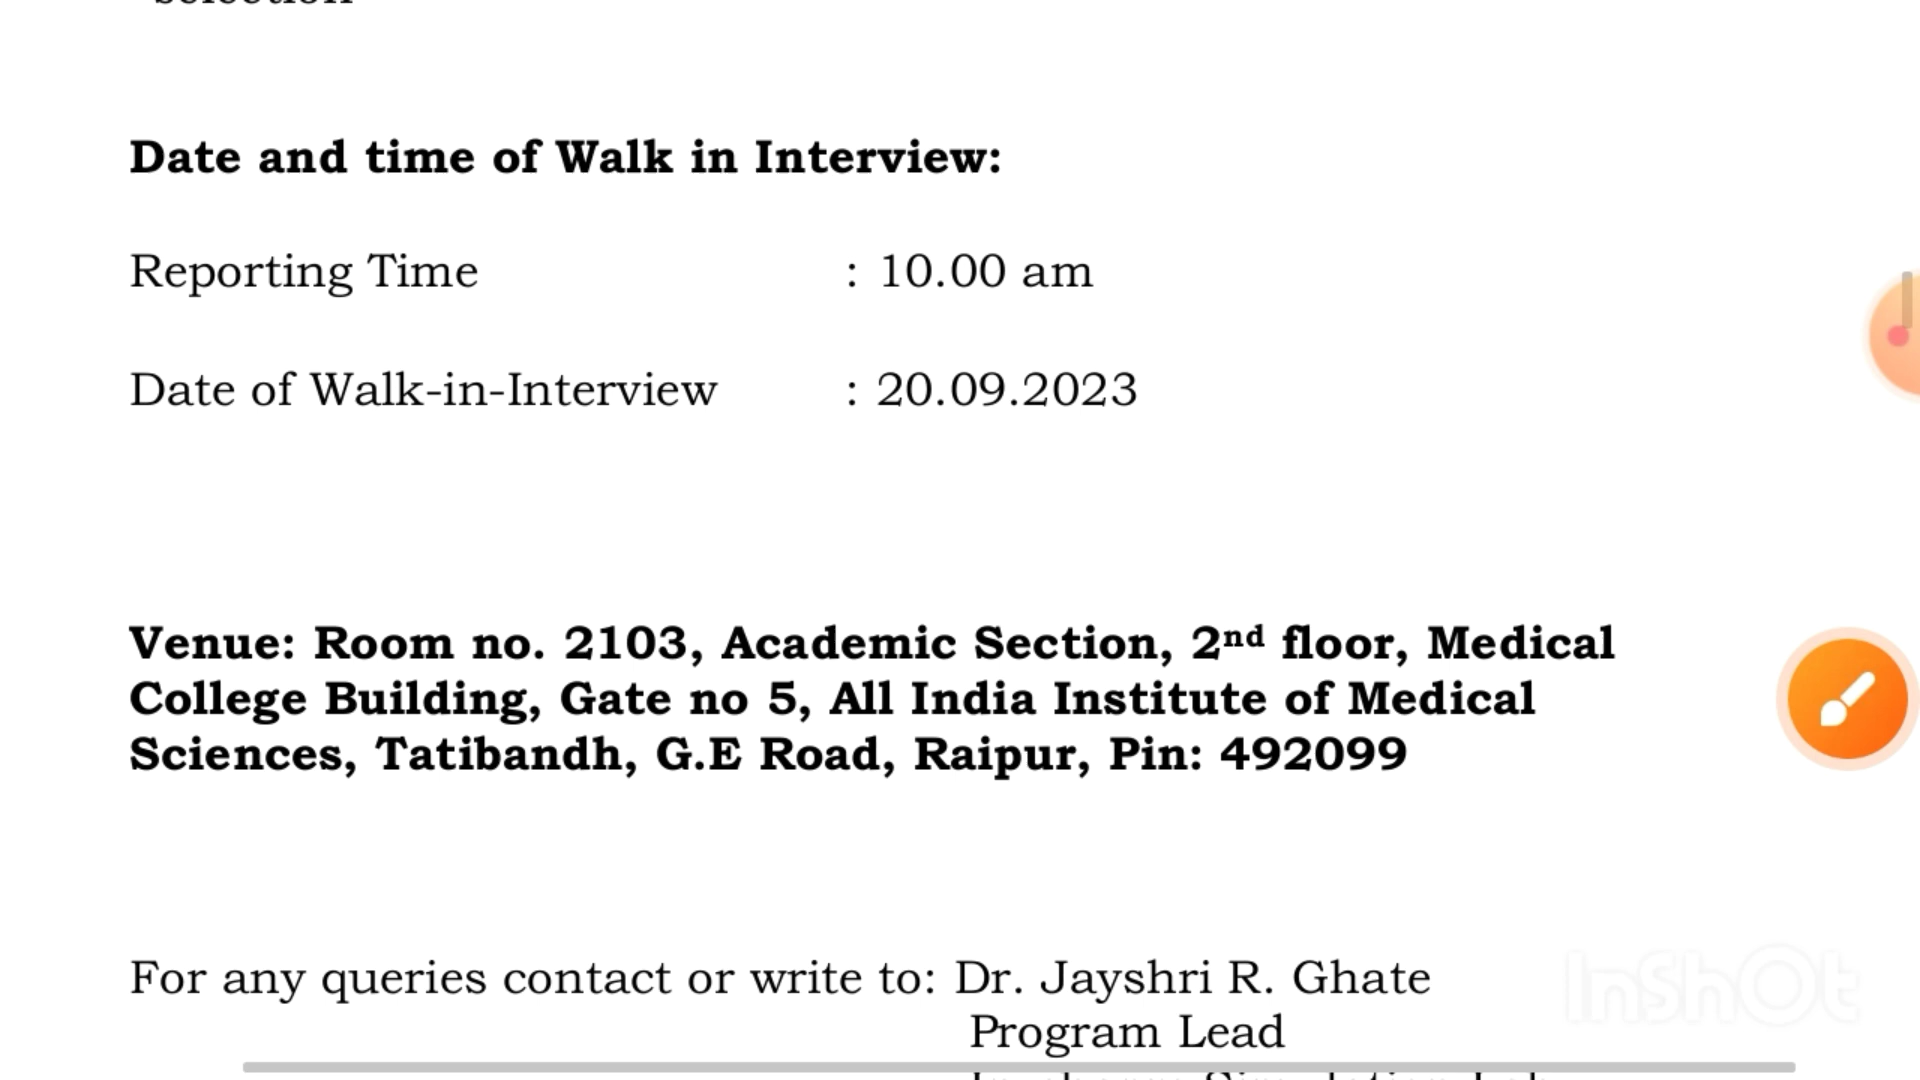 selection
Date and time of Walk in Interview:
Reporting Time : 10.00 am
Date of Walk-in-Interview : 20.09.2023
Venue: Room no. 2103, Academic Section, 2nd floor, Medical
College Building, Gate no 5, All India Institute of Medical
Sciences, Tatibandh, G.E Road, Raipur, Pin: 492099
For any queries contact or write to: Dr. Jayshri R. Ghate
Program Lead
InShOt